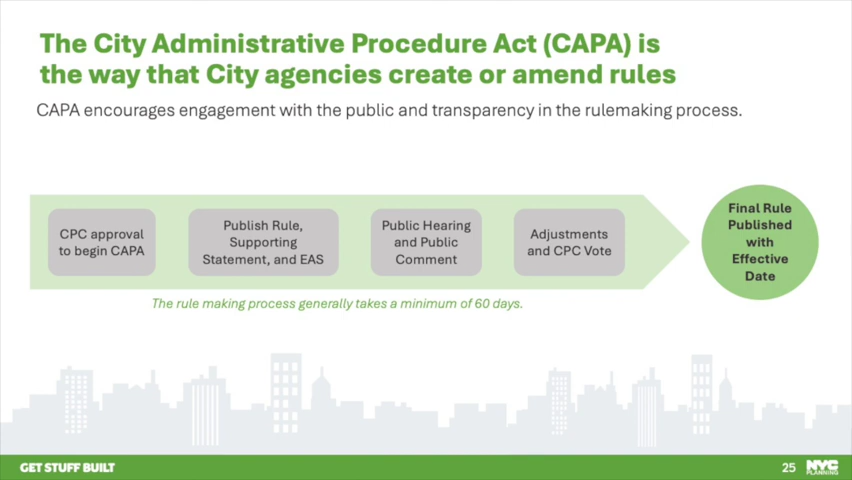 The City Administrative Procedure Act (CAPA) is
the way that City agencies create or amend rules
CAPA encourages engagement with the public and transparency in the rulemaking process.
CPC approval
to begin CAPA
Publish Rule,
Supporting
Statement, and EAS
Public Hearing
and Public
Comment
Adjustments
and CPC Vote
Final Rule
Published
with
Effective
Date
The rule making process generally takes a minimum of 60 days.
GET STUFF BUILT
25
NYC
PLANNING